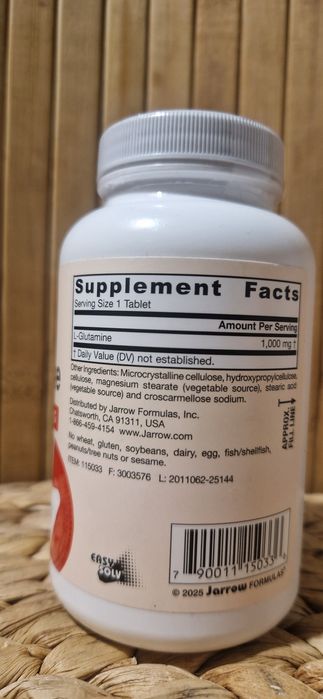 Supplement Facts
Serving Size 1 Tablet
Amount Per Serving
L-Glutamine 1,000 mg †
† Daily Value (DV) not established.
Other Ingredients: Microcrystalline cellulose, hydroxypropylcellulose,
cellulose, magnesium stearate (vegetable source), stearic acid
(vegetable source) and croscarmellose sodium.
Distributed by Jarrow Formulas, Inc.
Chatsworth, CA 91311, USA
1-866-459-4154 www.Jarrow.com
No wheat, gluten, soybeans, dairy, egg, fish/shellfish,
peanuts/tree nuts or sesame.
ITEM: 115033 F: 3003576 L: 2011062-25144
APPROX.
FILL LINE
EASY
SOLV
7 90011 15033 6
© 2025 Jarrow FORMULAS®